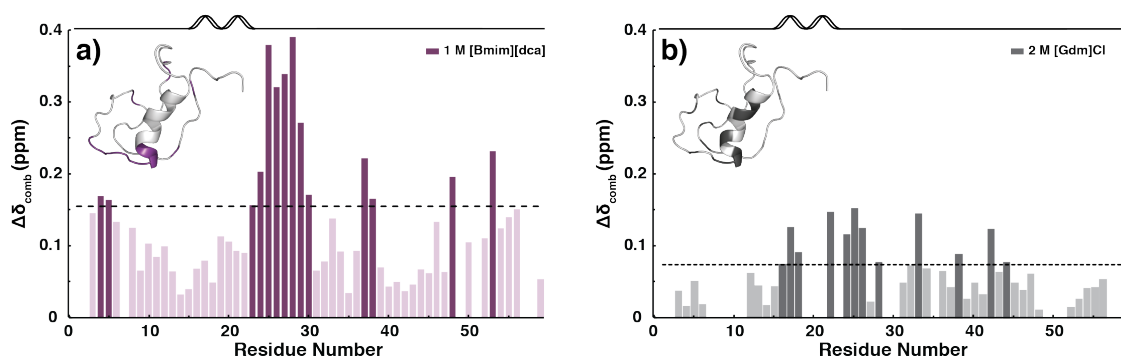 a)
1 M [Bmim][dca]
0.4
0.3
0.2
0.1
0
Δδcomb (ppm)
0 10 20 30 40 50
Residue Number
b)
2 M [Gdm]Cl
0.4
0.3
0.2
0.1
0
Δδcomb (ppm)
0 10 20 30 40 50
Residue Number